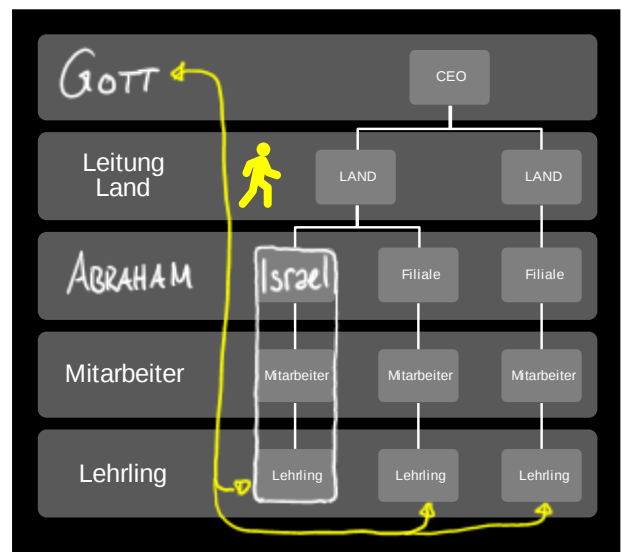 GOTT
CEO
Leitung
Land
LAND
LAND
ABRAHAM
Israel
Filiale
Filiale
Mitarbeiter
Mitarbeiter
Mitarbeiter
Mitarbeiter
Lehrling
Lehrling
Lehrling
Lehrling